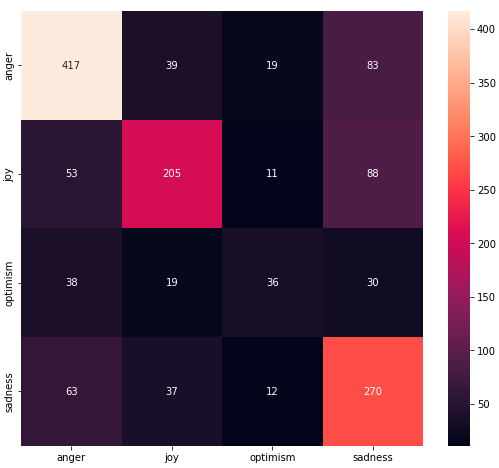 anger 417 39 19 83
joy 53 205 11 88
optimism 38 19 36 30
sadness 63 37 12 270
anger joy optimism sadness
400
350
300
250
200
150
100
50